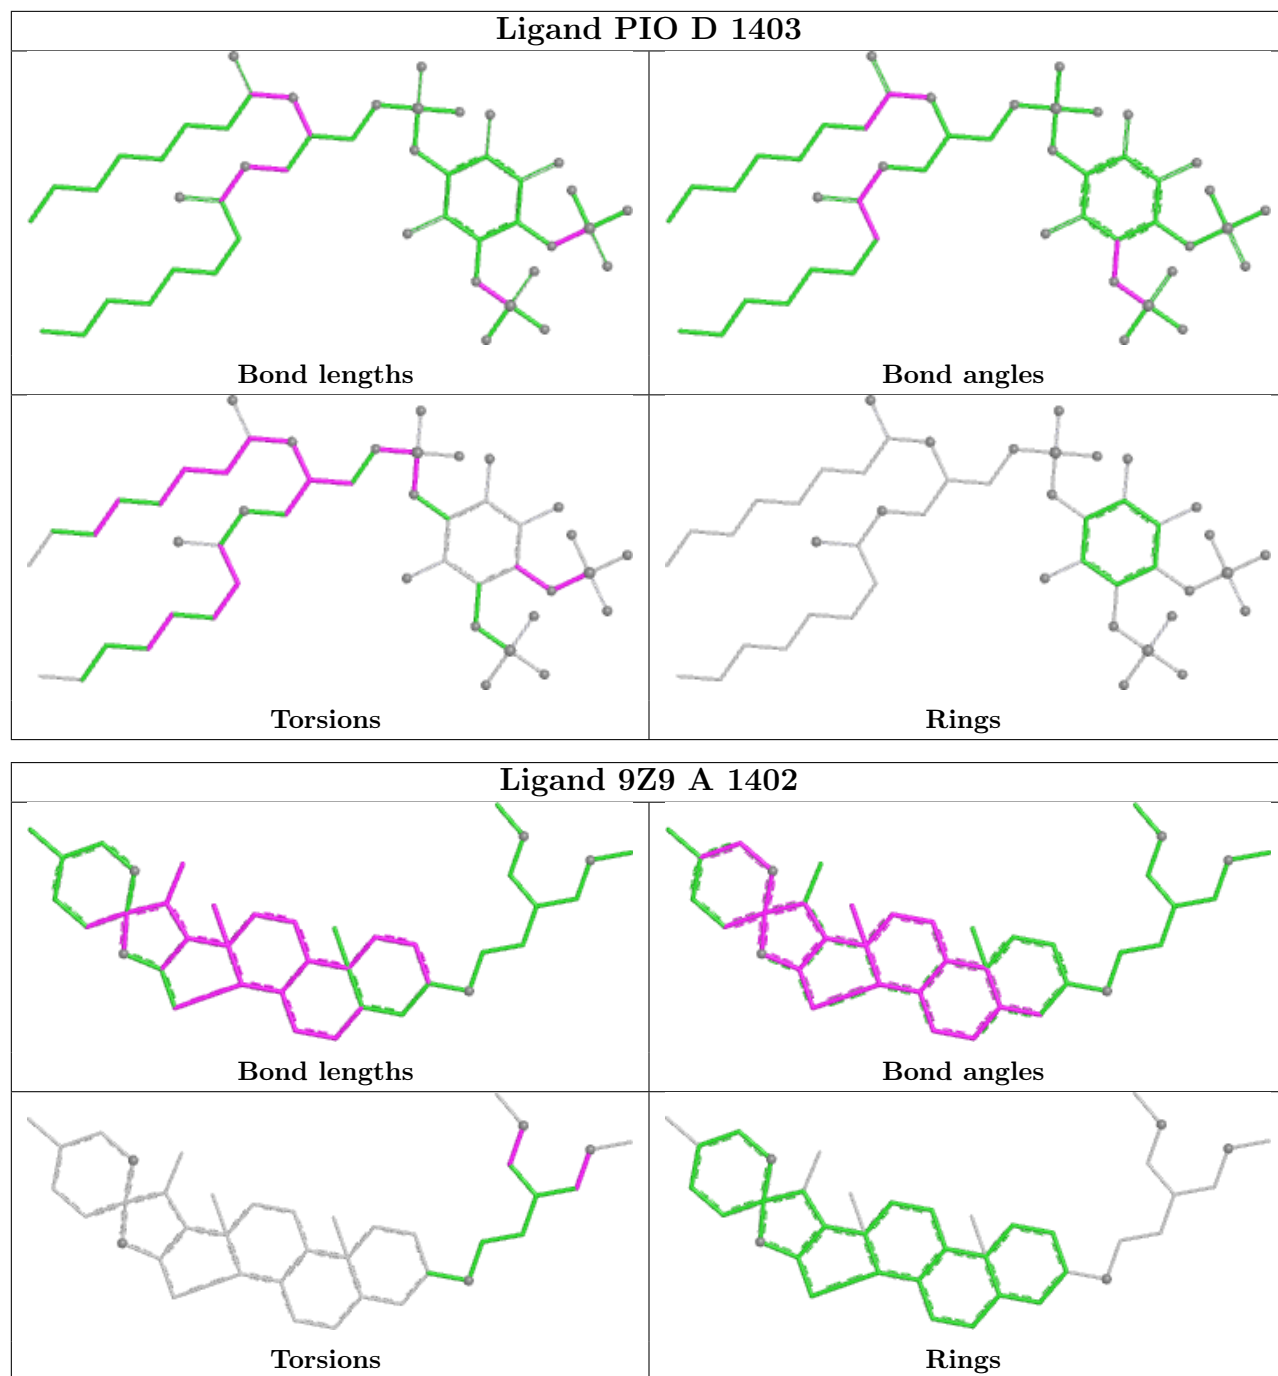 Ligand PIO D 1403
Bond lengths
Bond angles
Torsions
Rings
Ligand 9Z9 A 1402
Bond lengths
Bond angles
Torsions
Rings